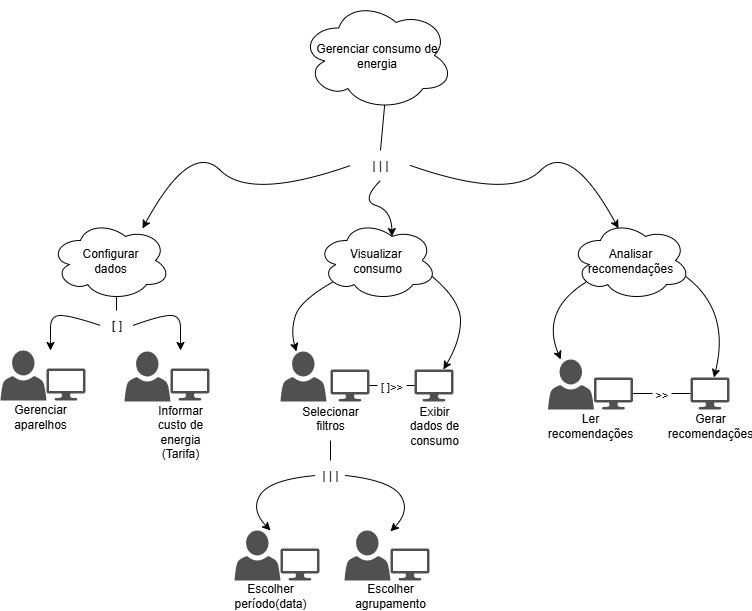 Gerenciar consumo de
energia
|||
Configurar
dados
Visualizar
consumo
Analisar
recomendações
[ ]
Gerenciar
aparelhos
Informar
custo de
energia
(Tarifa)
Selecionar
filtros
[ ]>>
Exibir
dados de
consumo
Ler
recomendações
>>
Gerar
recomendações
|||
Escolher
período(data)
Escolher
agrupamento